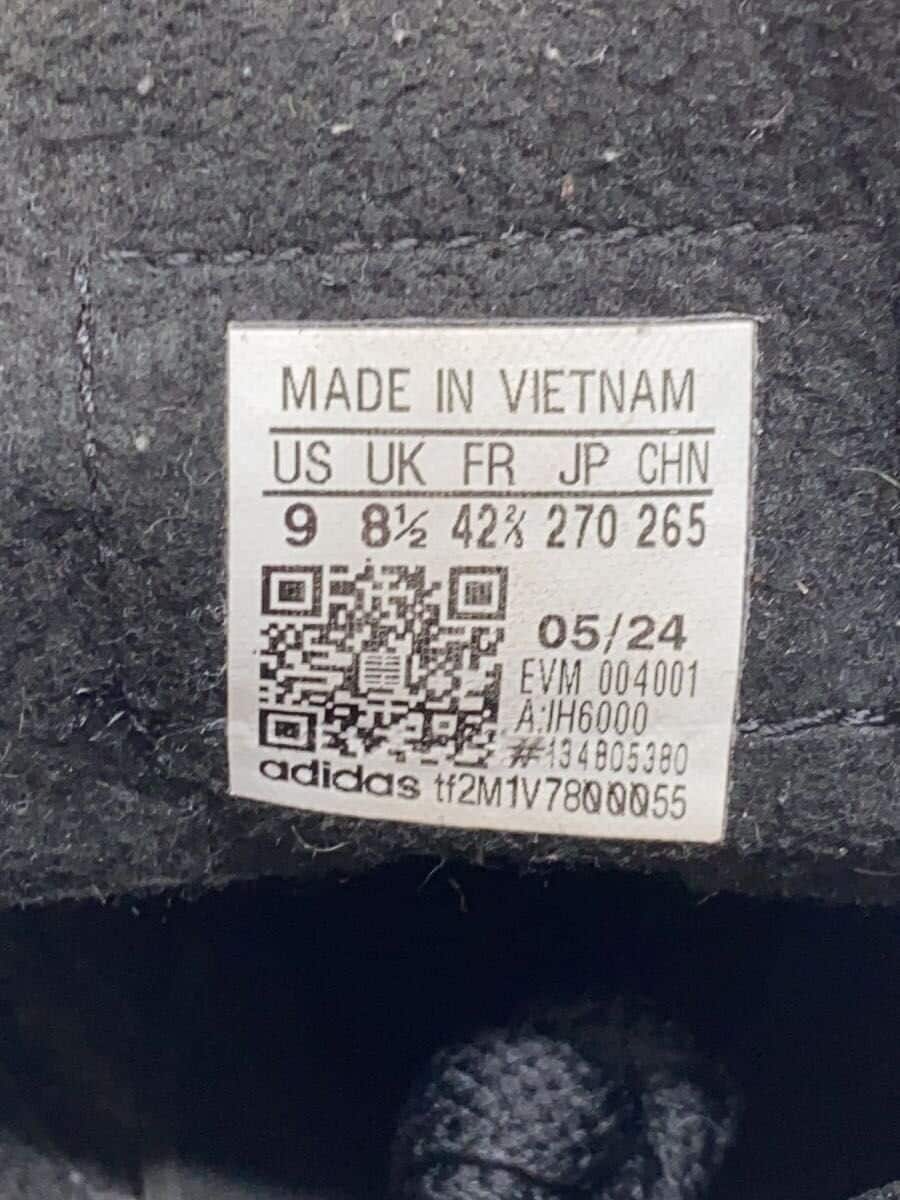 MADE IN VIETNAM
US UK FR JP CHN
9 8½ 42⅔ 270 265
05/24
EVM 004001
A:IH6000
#134805380
adidas tf2M1V7800055